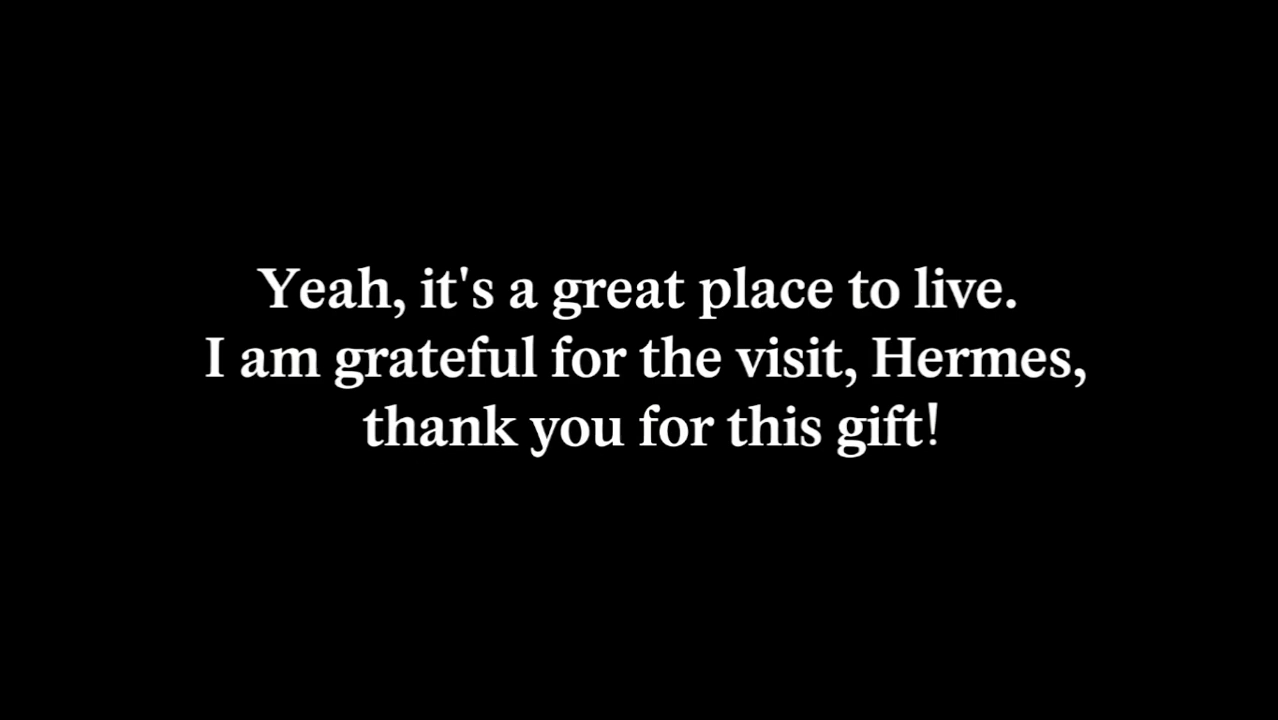 Yeah, it's a great place to live.
I am grateful for the visit, Hermes,
thank you for this gift!